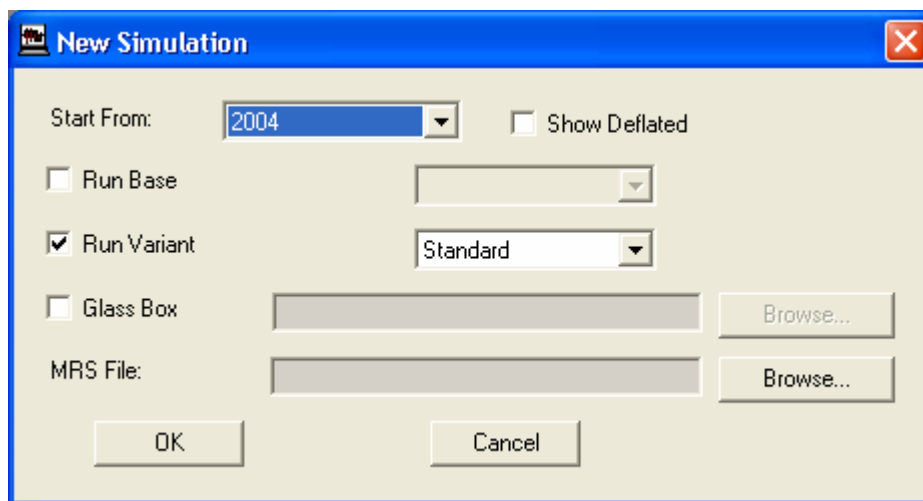 New Simulation
Start From: 2004 Show Deflated
Run Base
Run Variant Standard
Glass Box Browse...
MRS File: Browse...
OK Cancel